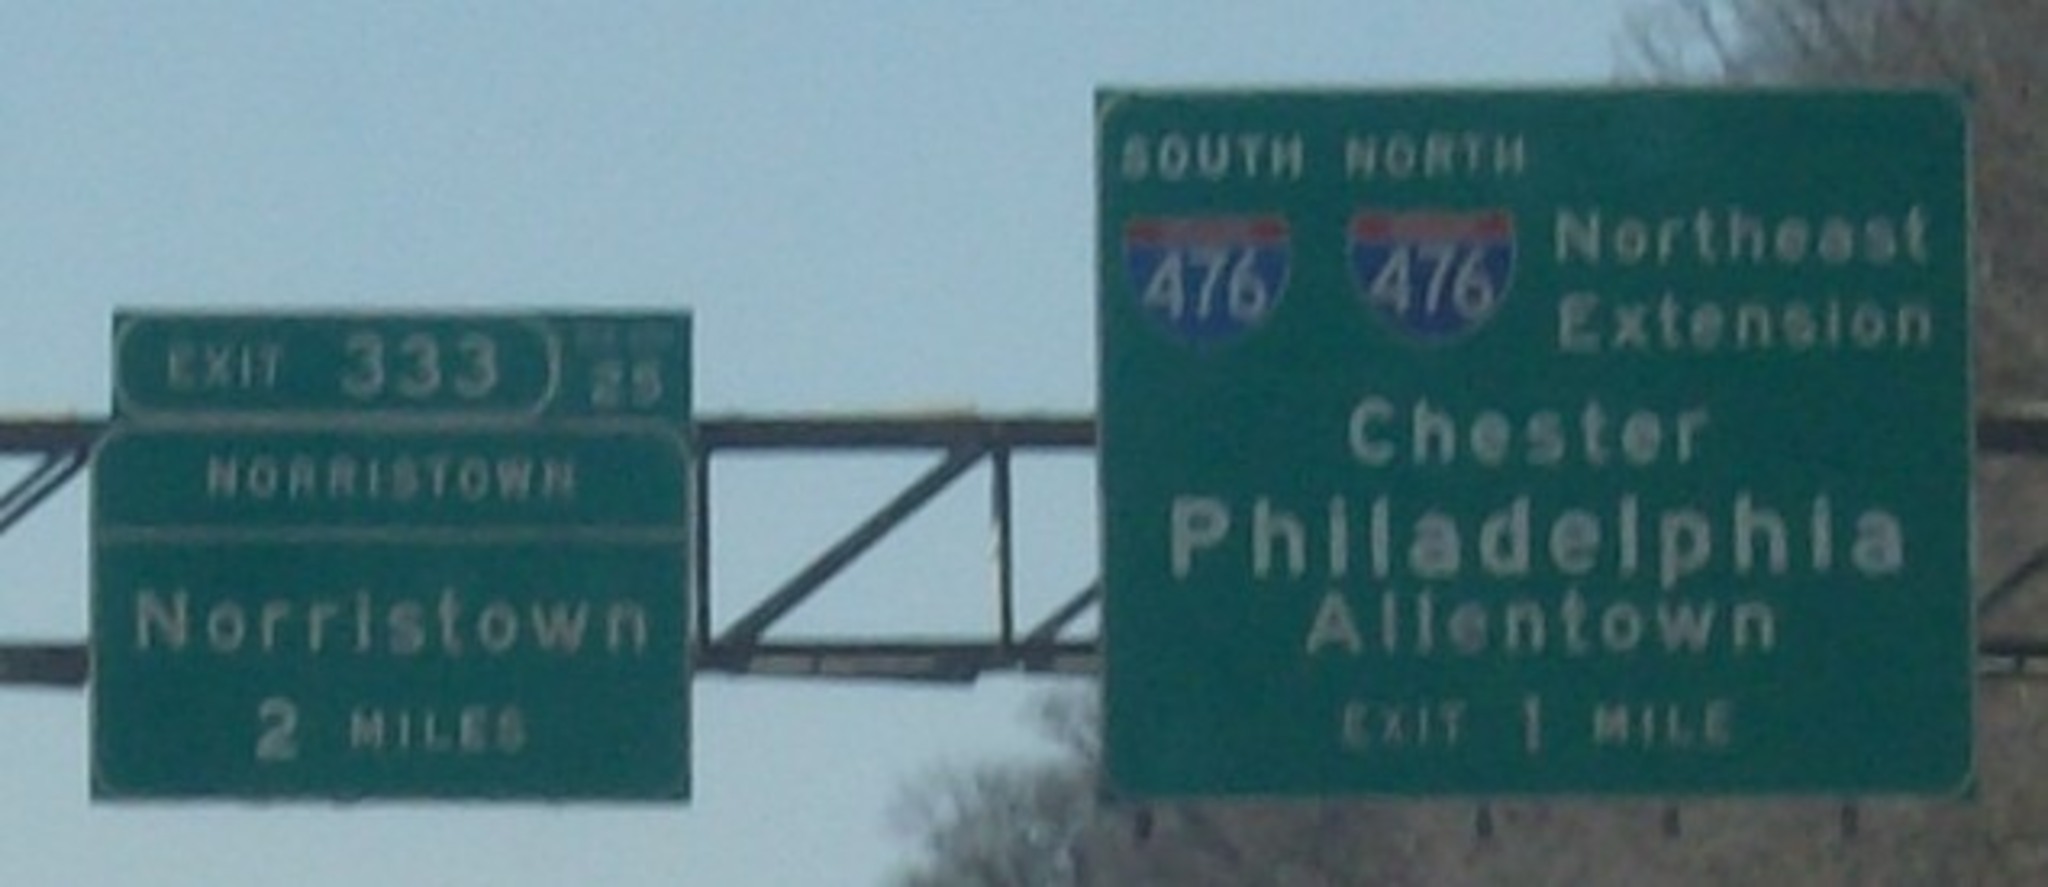 EXIT 333
25
NORRISTOWN
Norristown
2 MILES
SOUTH NORTH
476 476 Northeast
Extension
Chester
Philadelphia
Allentown
EXIT 1 MILE